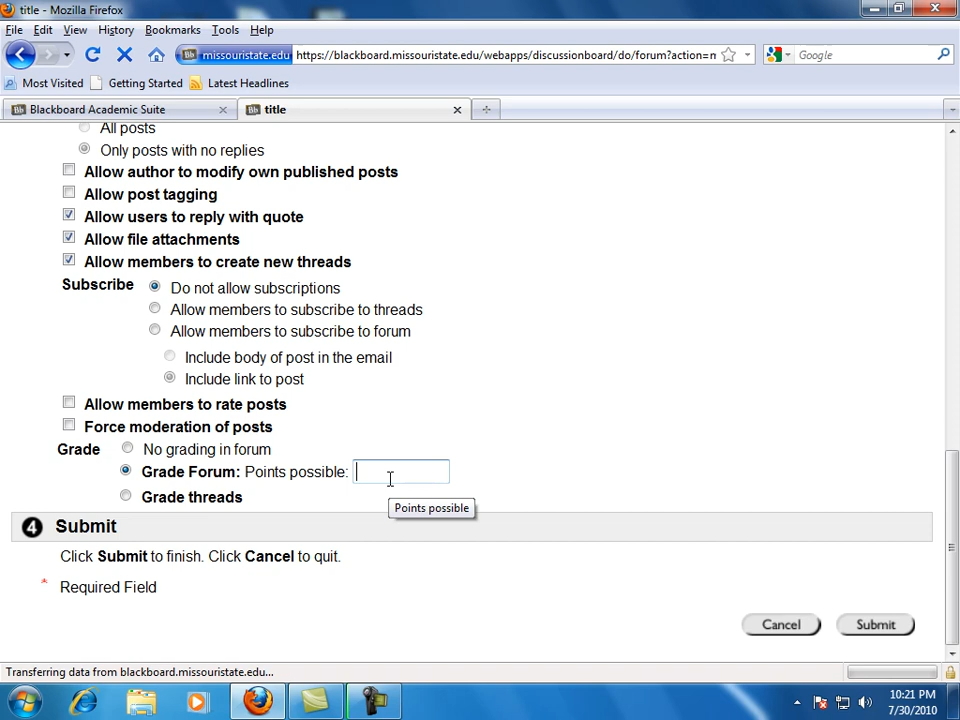 title - Mozilla Firefox
File Edit View History Bookmarks Tools Help
missouristate.edu https://blackboard.missouristate.edu/webapps/discussionboard/do/forum?action=n Google
Most Visited Getting Started Latest Headlines
Bb Blackboard Academic Suite Bb title
All posts
Only posts with no replies
Allow author to modify own published posts
Allow post tagging
Allow users to reply with quote
Allow file attachments
Allow members to create new threads
Subscribe Do not allow subscriptions
Allow members to subscribe to threads
Allow members to subscribe to forum
Include body of post in the email
Include link to post
Allow members to rate posts
Force moderation of posts
Grade No grading in forum
Grade Forum: Points possible:
Grade threads
Points possible
4 Submit
Click Submit to finish. Click Cancel to quit.
* Required Field
Cancel Submit
Transferring data from blackboard.missouristate.edu...
10:21 PM
7/30/2010